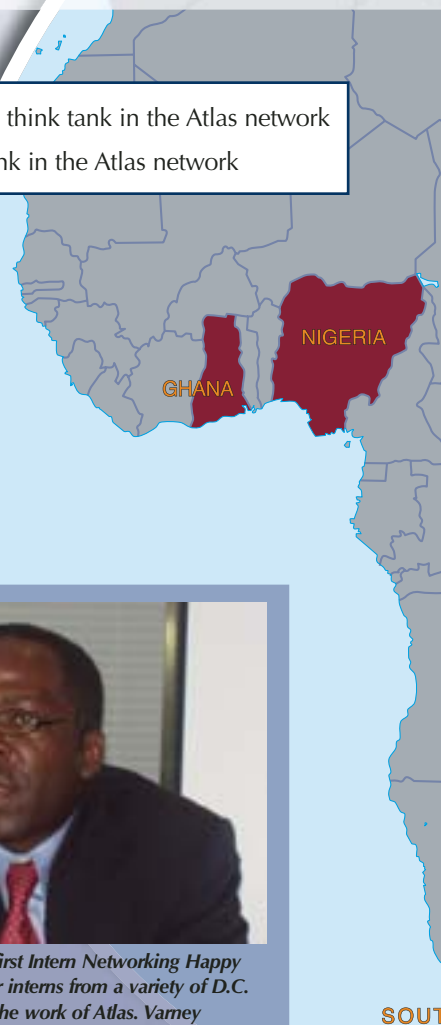 think tank in the Atlas network
nk in the Atlas network
NIGERIA
GHANA
irst Intern Networking Happy
r interns from a variety of D.C.
he work of Atlas. Varney
SOUT